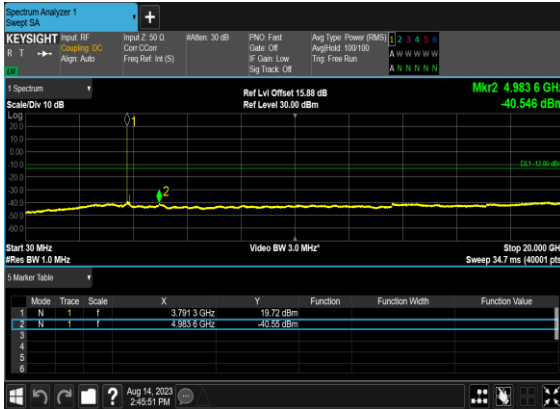 Spectrum Analyzer 1
Swept SA
KEYSIGHT
R T
LV
Input: RF
Coupling: DC
Align: Auto
Input Z: 50 Ω
Corr CCorr
Freq Ref: Int (S)
#Atten: 30 dB
PNO: Fast
Gate: Off
IF Gain: Low
Sig Track: Off
Avg Type: Power (RMS)
Avg|Hold: 100/100
Trig: Free Run
1 2 3 4 5 6
A W W W W W
A N N N N N
1 Spectrum
Scale/Div 10 dB
Ref Lvl Offset 15.88 dB
Ref Level 30.00 dBm
Mkr2 4.983 6 GHz
-40.546 dBm
Log
20.0
10.0
0.00
-10.0
-20.0
-30.0
-40.0
-50.0
-60.0
1
2
DL1 -13.00 dBm
Start 30 MHz
#Res BW 1.0 MHz
Video BW 3.0 MHz*
Stop 20.000 GHz
Sweep 34.7 ms (40001 pts)
5 Marker Table
Mode Trace Scale X Y Function Function Width Function Value
1 N 1 f 3.791 3 GHz 19.72 dBm
2 N 1 f 4.983 6 GHz -40.55 dBm
3
4
5
6
?
Aug 14, 2023
2:45:51 PM